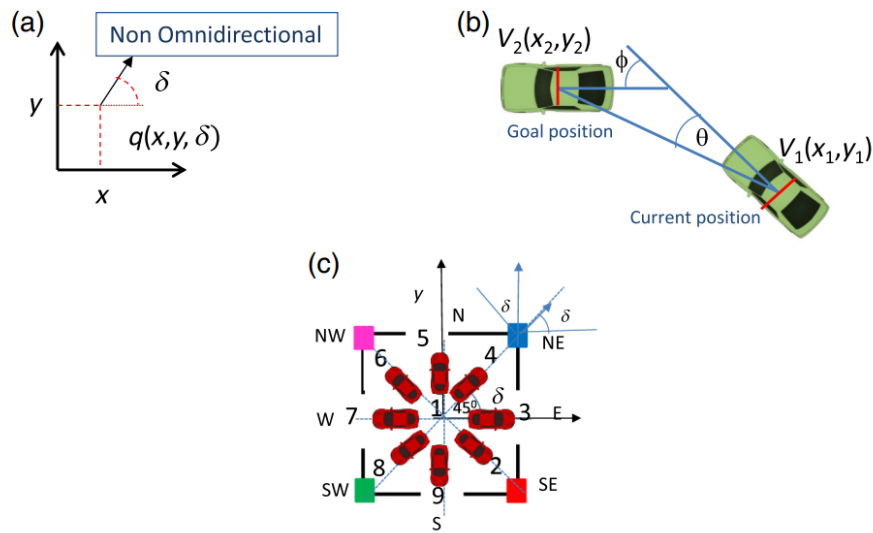 (a)
Non Omnidirectional
δ
y
q(x,y, δ)
x
(b)
V₂(x₂,y₂)
ϕ
Goal position
θ
V₁(x₁,y₁)
Current position
(c)
y
N
δ
δ
NW
5
NE
6
4
δ
1
45⁰
W
7
3
E
8
2
SW
9
SE
S